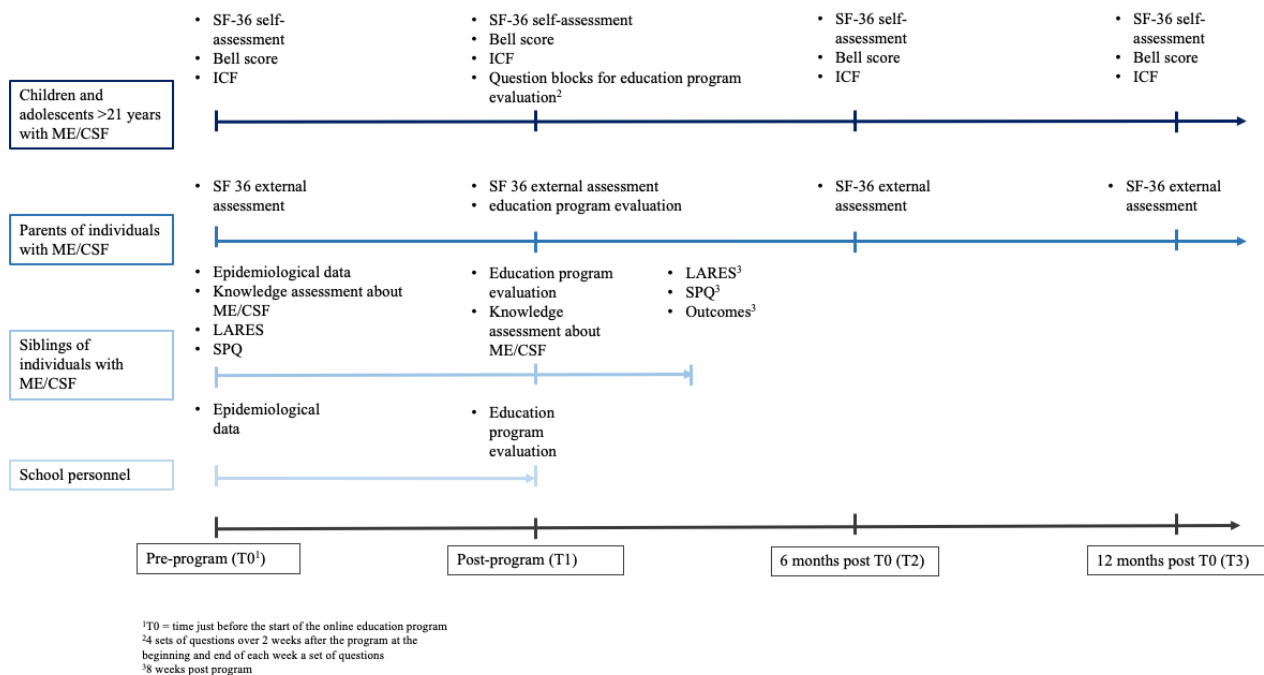 • SF-36 self-
assessment
• Bell score
• ICF
• SF-36 self-assessment
• Bell score
• ICF
• Question blocks for education program
evaluation²
• SF-36 self-
assessment
• Bell score
• ICF
• SF-36 self-
assessment
• Bell score
• ICF
Children and
adolescents >21 years
with ME/CSF
• SF 36 external
assessment
• SF 36 external assessment
• education program evaluation
• SF-36 external
assessment
• SF-36 external
assessment
Parents of individuals
with ME/CSF
• Epidemiological data
• Knowledge assessment about
ME/CSF
• LARES
• SPQ
• Education program
evaluation
• Knowledge
assessment about
ME/CSF
• LARES³
• SPQ³
• Outcomes³
Siblings of
individuals with
ME/CSF
• Epidemiological
data
• Education
program
evaluation
School personnel
Pre-program (T0¹)
Post-program (T1)
6 months post T0 (T2)
12 months post T0 (T3)
¹T0 = time just before the start of the online education program
²4 sets of questions over 2 weeks after the program at the
beginning and end of each week a set of questions
³8 weeks post program